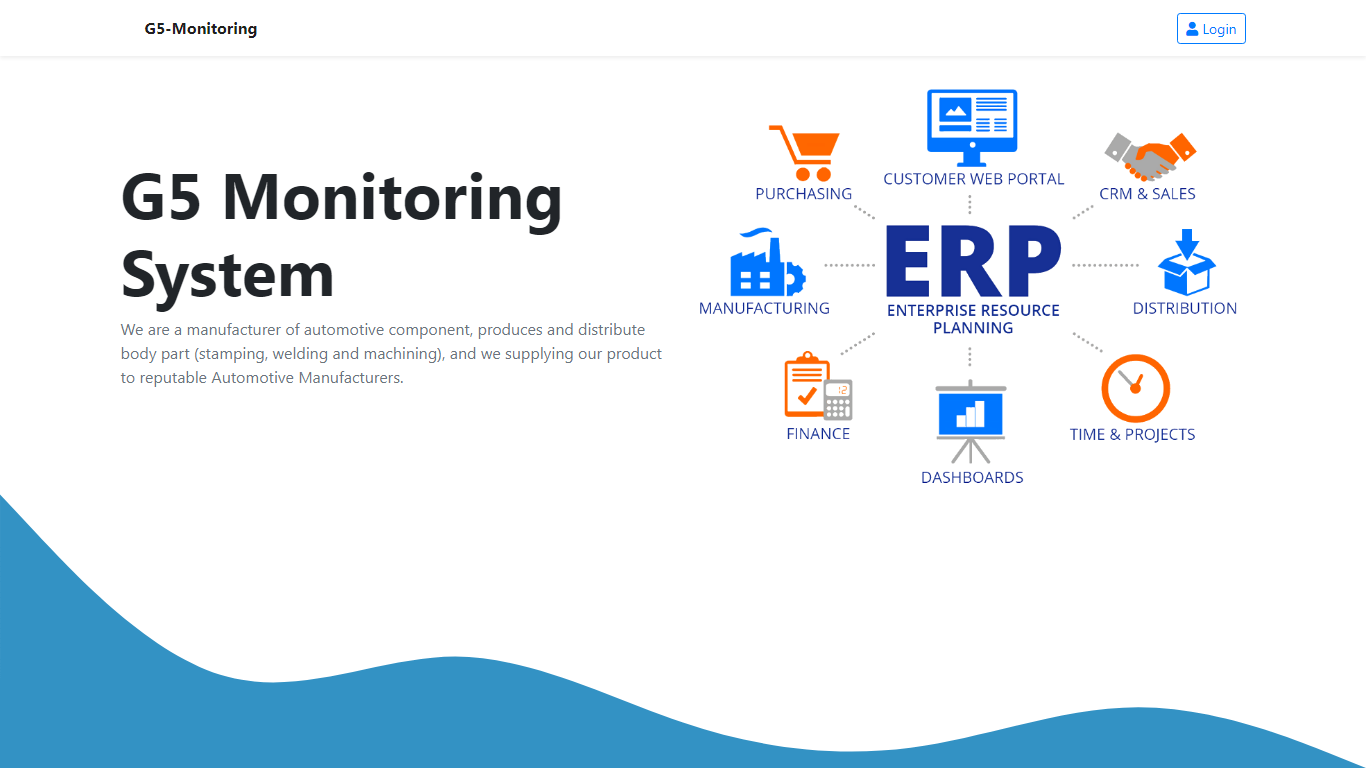 G5-Monitoring
Login
G5 Monitoring
System
We are a manufacturer of automotive component, produces and distribute
body part (stamping, welding and machining), and we supplying our product
to reputable Automotive Manufacturers.
PURCHASING
CUSTOMER WEB PORTAL
CRM & SALES
MANUFACTURING
ERP
ENTERPRISE RESOURCE
PLANNING
DISTRIBUTION
12
FINANCE
DASHBOARDS
TIME & PROJECTS